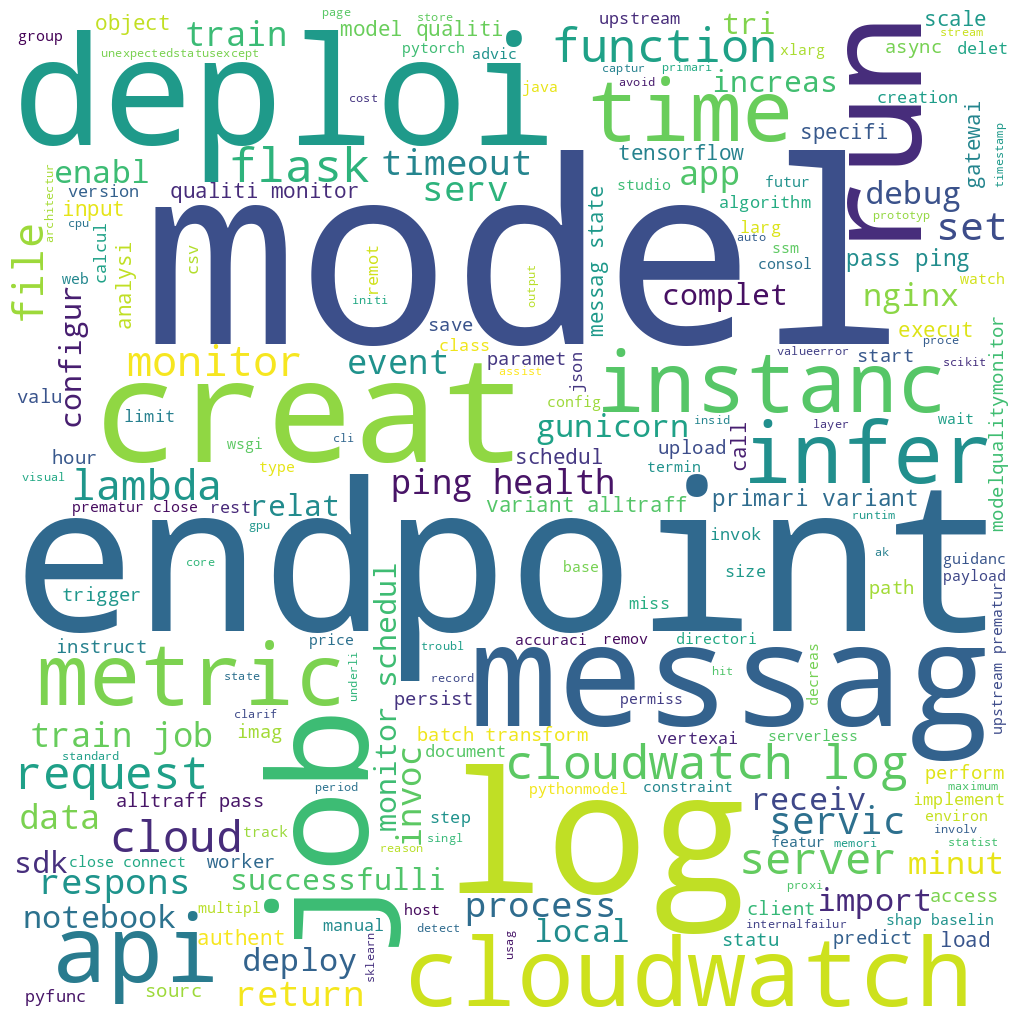 page
store
group
object
train
model qualiti
upstream
tri
scale
stream
unexpectedstatusexcept
pytorch
advic
function
xlarg
async
delet
deploi
captur
primari
avoid
java
increas
cost
time
creation
run
specifi
gatewai
timestamp
enabl
flask
timeout
tensorflow
app
version
qualiti monitor
serv
studio
futur
debug
architectur
input
algorithm
prototyp
set
cpu
model
larg
auto
file
calcul
csv
remot
messag state
ssm
consol
pass ping
web
analysi
initi
output
complet
nginx
watch
configur
save
class
paramet
json
valueerror
execut
proce
start
scikit
modelqualitymonitor
monitor
event
assist
instanc
valu
creat
config
limit
wsgi
cli
gunicorn
insid
layer
wait
call
infer
hour
type
schedul
upload
termin
visual
lambda
ping health
prematur close
rest
relat
variant alltraff
primari variant
runtim
gpu
invok
endpoint
core
base
size
ak
guidanc
payload
path
trigger
miss
instruct
price
troubl
accuraci
remov
directori
metric
state
underli
monitor schedul
record
hit
decreas
upstream prematur
persist
permiss
messag
clarif
train job
imag
batch transform
vertexai
serverless
standard
document
request
job
invoc
cloudwatch log
perform
period
pythonmodel
constraint
maximum
alltraff pass
receiv
implement
data
step
log
environ
cloud
track
singl
servic
involv
reason
featur
memori
statist
sdk
close connect
worker
server
minut
respons
successfulli
proxi
import
access
multipl
host
process
client
shap baselin
notebook
manual
internalfailur
authent
detect
local
statu
predict
load
api
deploy
sklearn
usag
cloudwatch
pyfunc
sourc
return